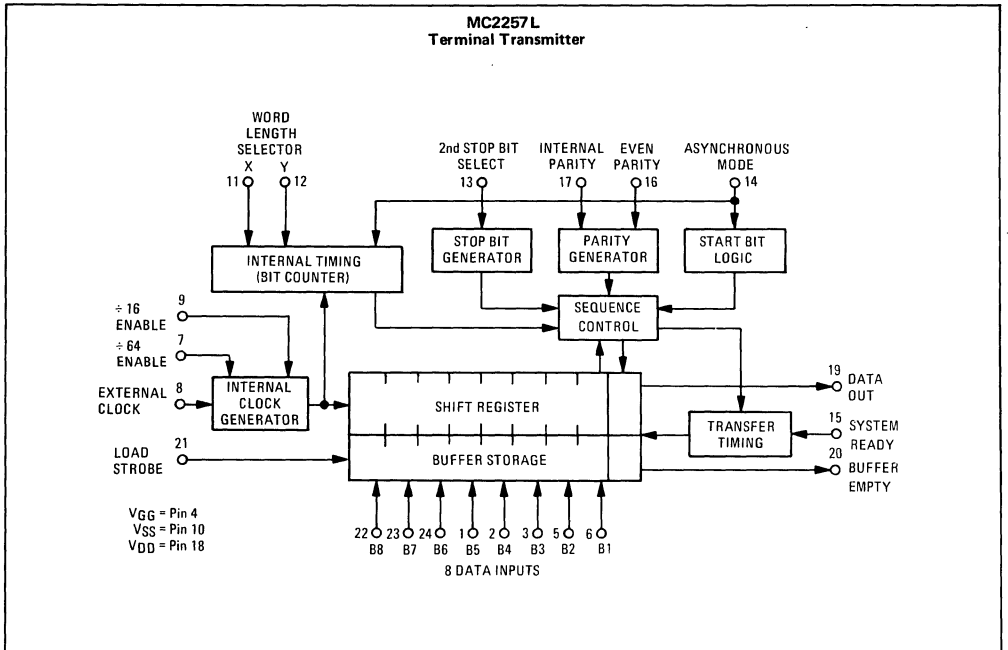 MC2257L
Terminal Transmitter
WORD
LENGTH
SELECTOR
X Y
11 12
2nd STOP BIT
SELECT
13
INTERNAL
PARITY
17
EVEN
PARITY
16
ASYNCHRONOUS
MODE
14
INTERNAL TIMING
(BIT COUNTER)
STOP BIT
GENERATOR
PARITY
GENERATOR
START BIT
LOGIC
SEQUENCE
CONTROL
÷ 16
ENABLE
9
÷ 64
ENABLE
7
EXTERNAL
CLOCK
8
INTERNAL
CLOCK
GENERATOR
SHIFT REGISTER
BUFFER STORAGE
TRANSFER
TIMING
19 DATA
OUT
15 SYSTEM
READY
20 BUFFER
EMPTY
LOAD
STROBE
21
VGG = Pin 4
VSS = Pin 10
VDD = Pin 18
22 23 24 1 2 3 5 6
B8 B7 B6 B5 B4 B3 B2 B1
8 DATA INPUTS